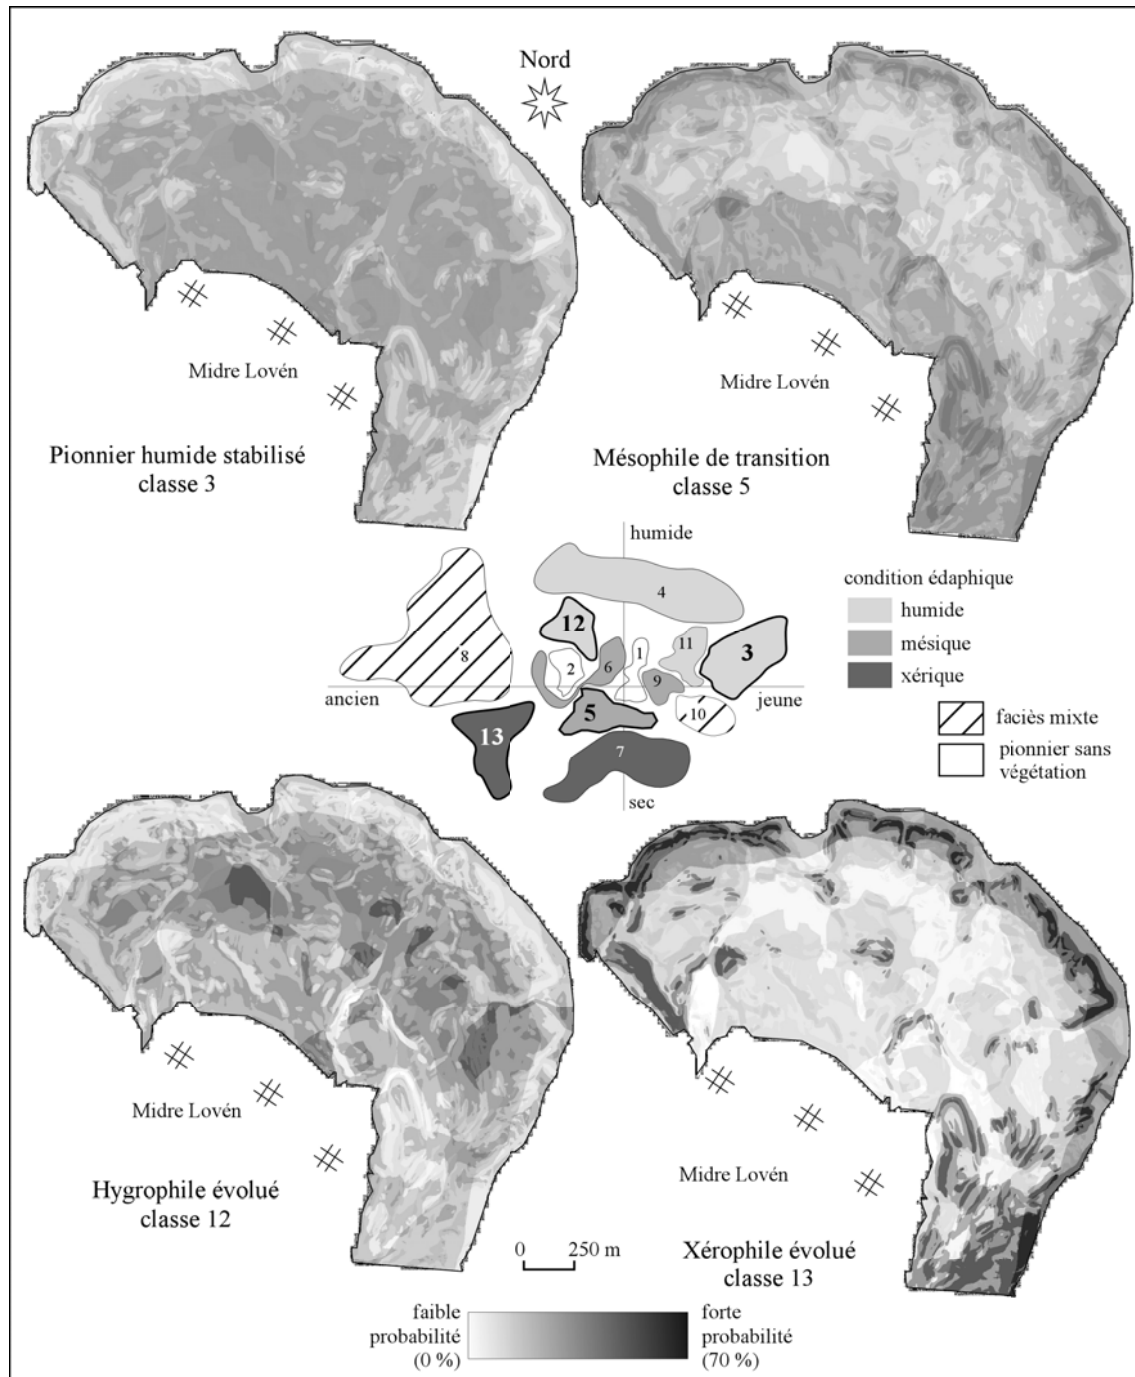 Nord
Midre Lovén
Midre Lovén
Pionnier humide stabilisé
classe 3
Mésophile de transition
classe 5
humide
4
12
11
3
1
2
6
8
9
ancien
jeune
5
10
13
7
sec
condition édaphique
humide
mésique
xérique
faciès mixte
pionnier sans
végétation
Midre Lovén
Midre Lovén
Hygrophile évolué
classe 12
0 250 m
Xérophile évolué
classe 13
faible
probabilité
(0 %)
forte
probabilité
(70 %)